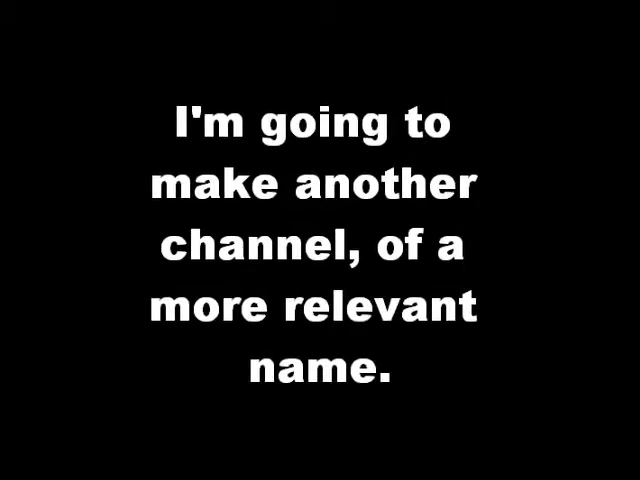 I'm going to
make another
channel, of a
more relevant
name.